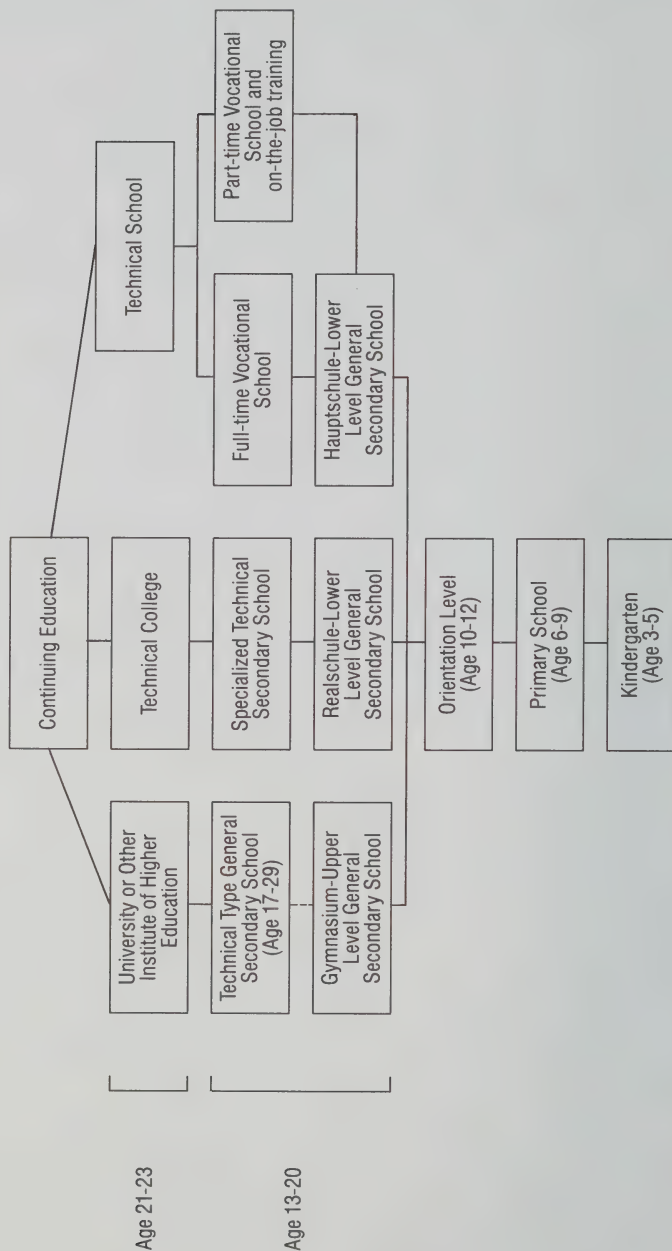 Continuing Education
Age 21-23
University or Other
Institute of Higher
Education
Technical College
Technical School
Age 13-20
Technical Type General
Secondary School
(Age 17-29)
Specialized Technical
Secondary School
Full-time Vocational
School
Part-time Vocational
School and
on-the-job training
Gymnasium-Upper
Level General
Secondary School
Realschule-Lower
Level General
Secondary School
Hauptschule-Lower
Level General
Secondary School
Orientation Level
(Age 10-12)
Primary School
(Age 6-9)
Kindergarten
(Age 3-5)